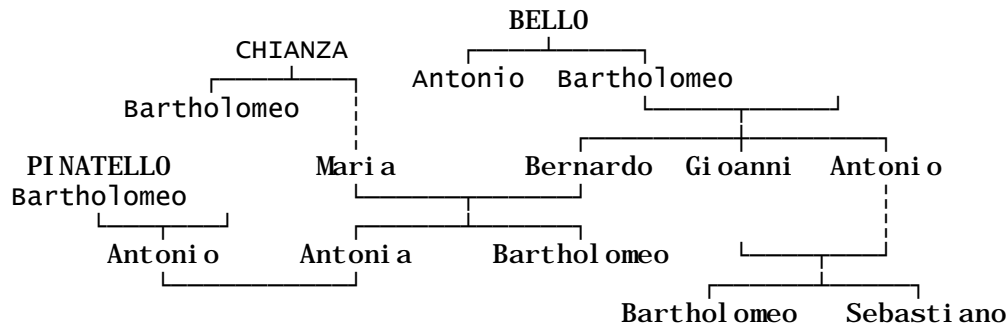 BELLO
CHIANZA
Antonio Bartholomeo
Bartholomeo
PINATELLO Maria Bernardo Gioanni Antonio
Bartholomeo
Antonio Antonia Bartholomeo
Bartholomeo Sebastiano